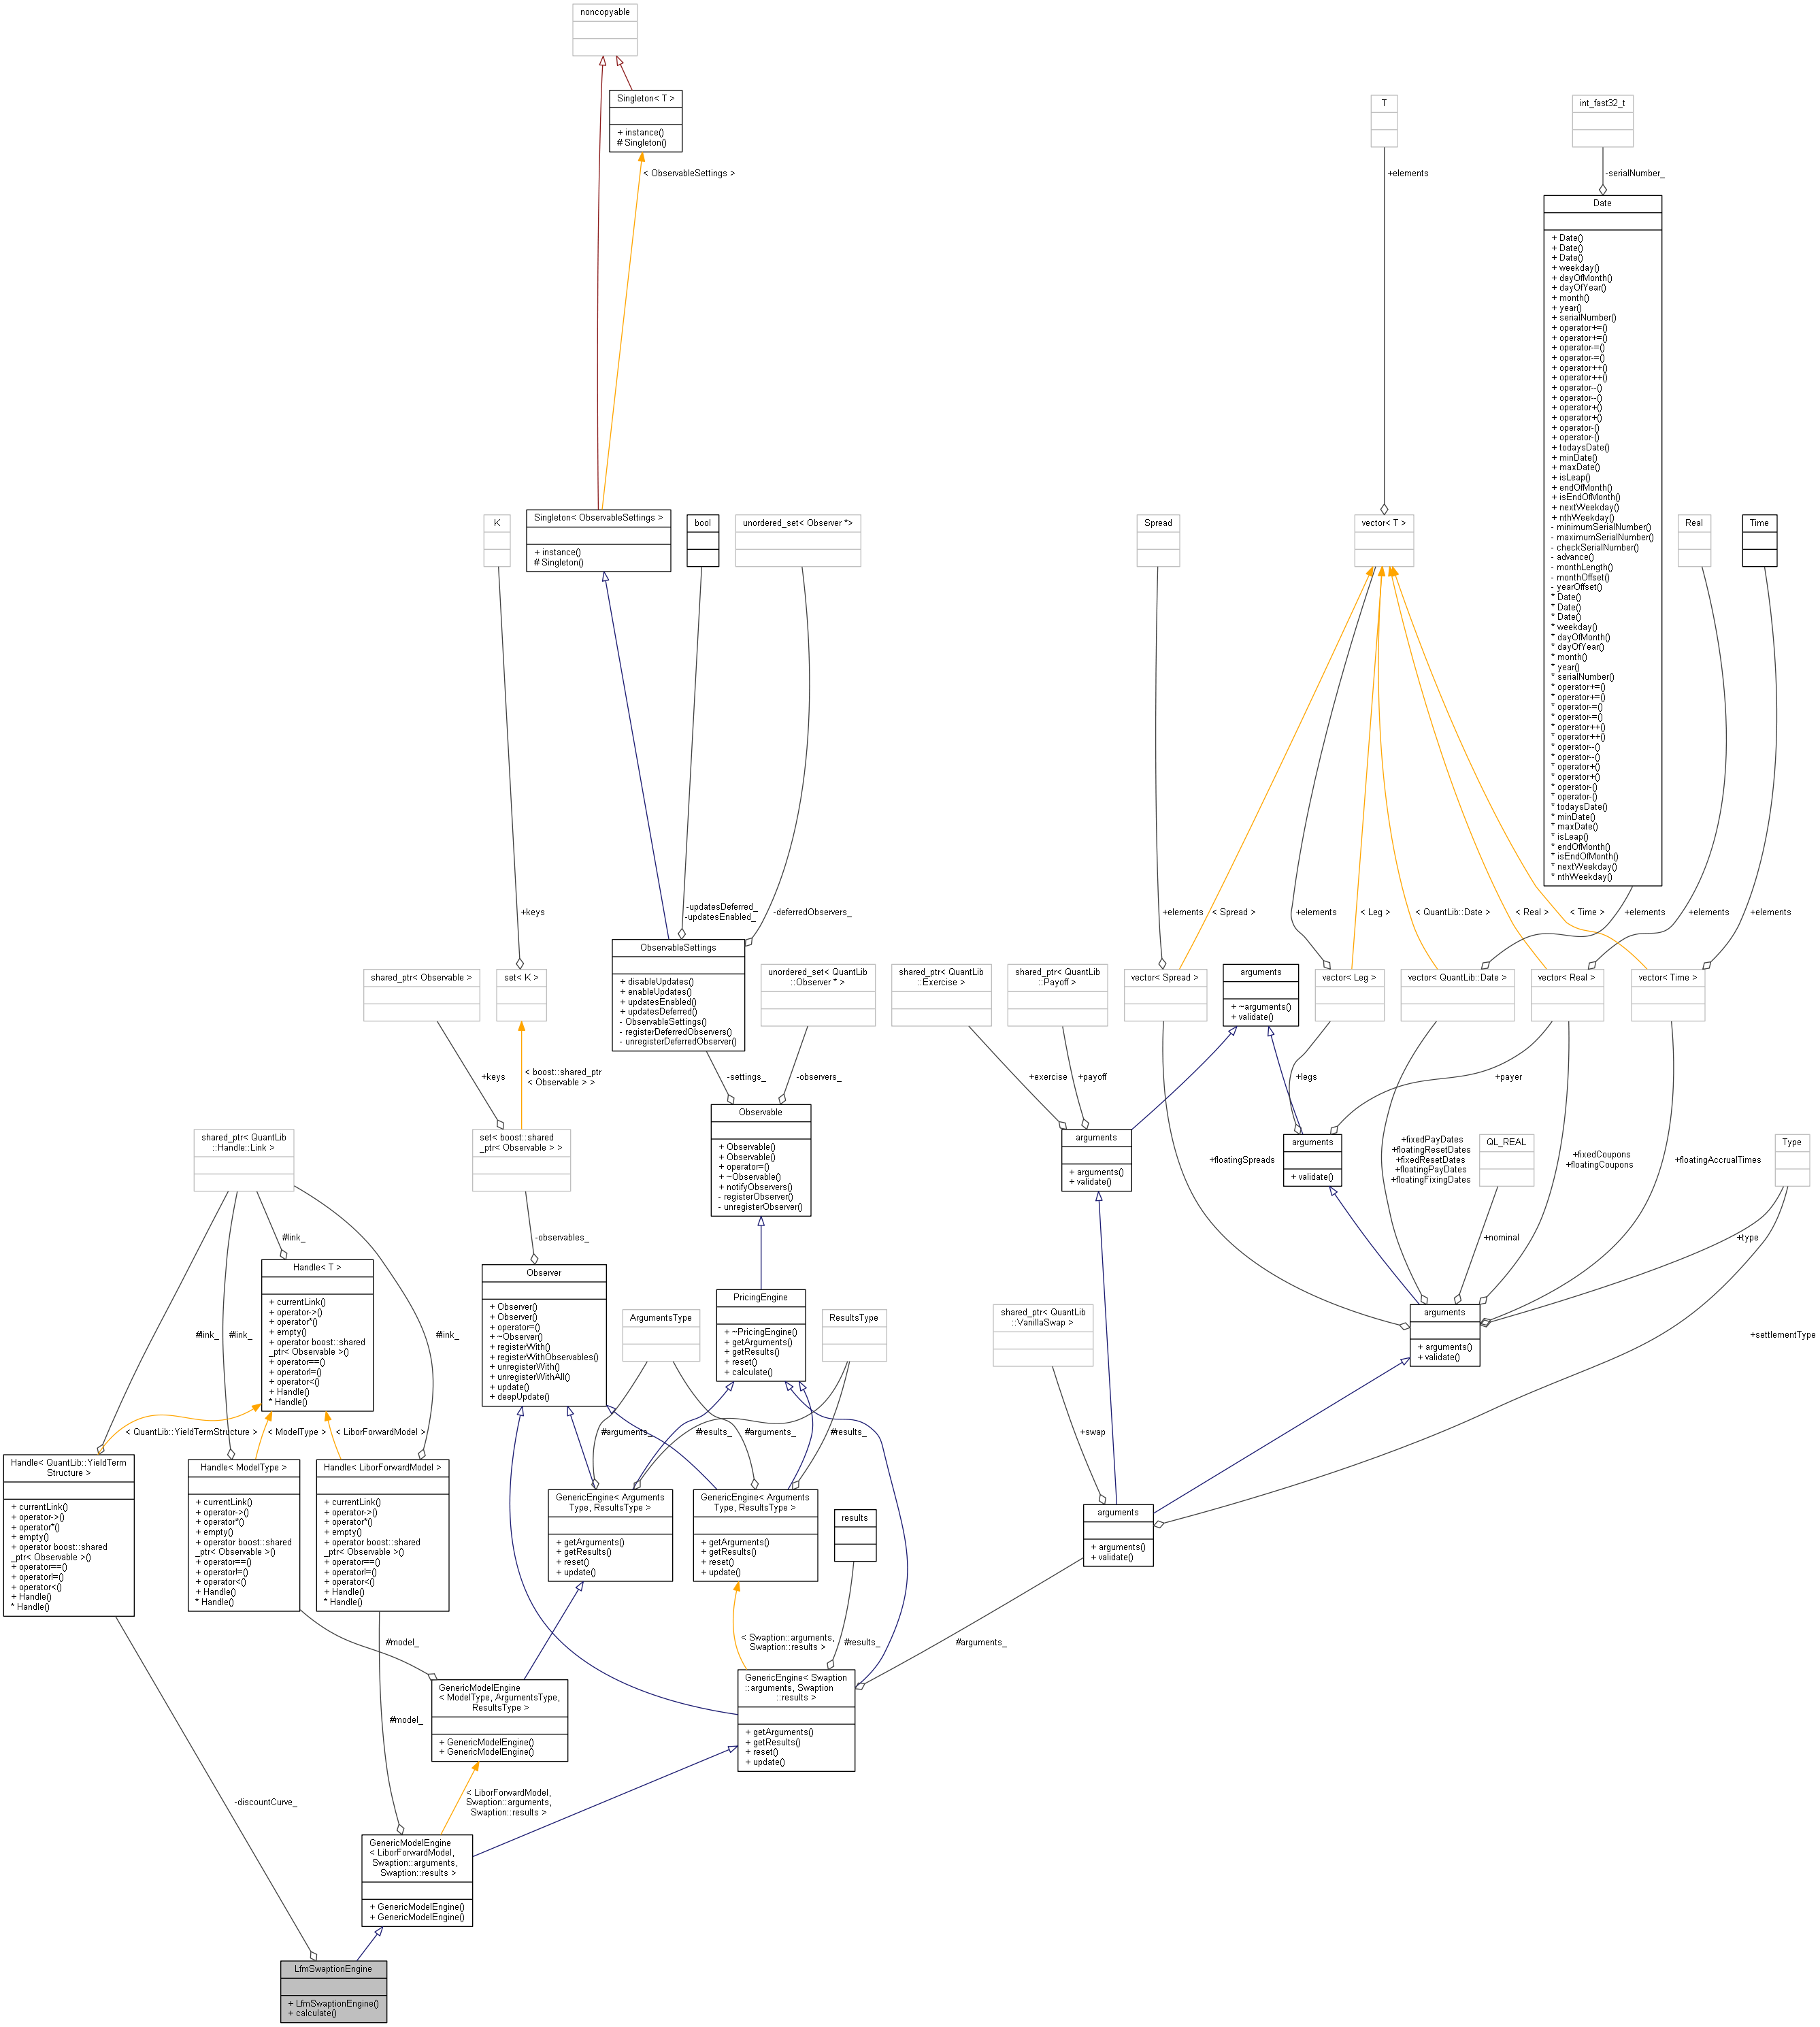 noncopyable
Singleton< T >
+ instance()
# Singleton()
< ObservableSettings >
T
+elements
int_fast32_t
-serialNumber_
Date
+ Date()
+ Date()
+ Date()
+ weekday()
+ dayOfMonth()
+ dayOfYear()
+ month()
+ year()
+ serialNumber()
+ operator+=()
+ operator+=()
+ operator-=()
+ operator-=()
+ operator++()
+ operator++()
+ operator--()
+ operator--()
+ operator+()
+ operator+()
+ operator-()
+ operator-()
+ todaysDate()
+ minDate()
+ maxDate()
+ isLeap()
+ endOfMonth()
+ isEndOfMonth()
+ nextWeekday()
+ nthWeekday()
- minimumSerialNumber()
- maximumSerialNumber()
- checkSerialNumber()
- advance()
- monthLength()
- monthOffset()
- yearOffset()
* Date()
* Date()
* Date()
* weekday()
* dayOfMonth()
* dayOfYear()
* month()
* year()
* serialNumber()
* operator+=()
* operator+=()
* operator-=()
* operator-=()
* operator++()
* operator++()
* operator--()
* operator--()
* operator+()
* operator+()
* operator-()
* operator-()
* todaysDate()
* minDate()
* maxDate()
* isLeap()
* endOfMonth()
* isEndOfMonth()
* nextWeekday()
* nthWeekday()
K
Singleton< ObservableSettings >
+ instance()
# Singleton()
bool
unordered_set< Observer *>
Spread
vector< T >
Real
Time
+keys
-updatesDeferred_
-updatesEnabled_
-deferredObservers_
+elements
< Spread >
+elements
< Leg >
< QuantLib::Date >
< Real >
< Time >
+elements
+elements
+elements
shared_ptr< Observable >
set< K >
ObservableSettings
+ disableUpdates()
+ enableUpdates()
+ updatesEnabled()
+ updatesDeferred()
- ObservableSettings()
- registerDeferredObservers()
- unregisterDeferredObserver()
unordered_set< QuantLib
::Observer * >
shared_ptr< QuantLib
::Exercise >
shared_ptr< QuantLib
::Payoff >
vector< Spread >
arguments
+ ~arguments()
+ validate()
vector< Leg >
vector< QuantLib::Date >
vector< Real >
vector< Time >
+keys
< boost::shared_ptr
< Observable > >
-settings_
-observers_
+exercise
+payoff
+legs
+payer
shared_ptr< QuantLib
::Handle::Link >
set< boost::shared
_ptr< Observable > >
Observable
+ Observable()
+ Observable()
+ operator=()
+ ~Observable()
+ notifyObservers()
- registerObserver()
- unregisterObserver()
arguments
+ arguments()
+ validate()
arguments
+ validate()
+floatingSpreads
+fixedPayDates
+floatingResetDates
+fixedResetDates
+floatingPayDates
+floatingFixingDates
QL_REAL
+fixedCoupons
+floatingCoupons
+floatingAccrualTimes
Type
#link_
-observables_
+nominal
+type
Handle< T >
+ currentLink()
+ operator->()
+ operator*()
+ empty()
+ operator boost::shared
_ptr< Observable >()
+ operator==()
+ operator!=()
+ operator<()
+ Handle()
* Handle()
Observer
+ Observer()
+ Observer()
+ operator=()
+ ~Observer()
+ registerWith()
+ registerWithObservables()
+ unregisterWith()
+ unregisterWithAll()
+ update()
+ deepUpdate()
ArgumentsType
PricingEngine
+ ~PricingEngine()
+ getArguments()
+ getResults()
+ reset()
+ calculate()
ResultsType
shared_ptr< QuantLib
::VanillaSwap >
arguments
+ arguments()
+ validate()
#link_
#link_
#link_
+settlementType
< QuantLib::YieldTermStructure >
< ModelType >
< LiborForwardModel >
#arguments_
#results_
#arguments_
#results_
+swap
Handle< QuantLib::YieldTerm
Structure >
+ currentLink()
+ operator->()
+ operator*()
+ empty()
+ operator boost::shared
_ptr< Observable >()
+ operator==()
+ operator!=()
+ operator<()
+ Handle()
* Handle()
Handle< ModelType >
+ currentLink()
+ operator->()
+ operator*()
+ empty()
+ operator boost::shared
_ptr< Observable >()
+ operator==()
+ operator!=()
+ operator<()
+ Handle()
* Handle()
Handle< LiborForwardModel >
+ currentLink()
+ operator->()
+ operator*()
+ empty()
+ operator boost::shared
_ptr< Observable >()
+ operator==()
+ operator!=()
+ operator<()
+ Handle()
* Handle()
GenericEngine< Arguments
Type, ResultsType >
+ getArguments()
+ getResults()
+ reset()
+ update()
GenericEngine< Arguments
Type, ResultsType >
+ getArguments()
+ getResults()
+ reset()
+ update()
results
arguments
+ arguments()
+ validate()
#model_
< Swaption::arguments,
Swaption::results >
#results_
#arguments_
GenericModelEngine
< ModelType, ArgumentsType,
ResultsType >
+ GenericModelEngine()
+ GenericModelEngine()
GenericEngine< Swaption
::arguments, Swaption
::results >
+ getArguments()
+ getResults()
+ reset()
+ update()
#model_
-discountCurve_
< LiborForwardModel,
Swaption::arguments,
Swaption::results >
GenericModelEngine
< LiborForwardModel,
Swaption::arguments,
Swaption::results >
+ GenericModelEngine()
+ GenericModelEngine()
LfmSwaptionEngine
+ LfmSwaptionEngine()
+ calculate()